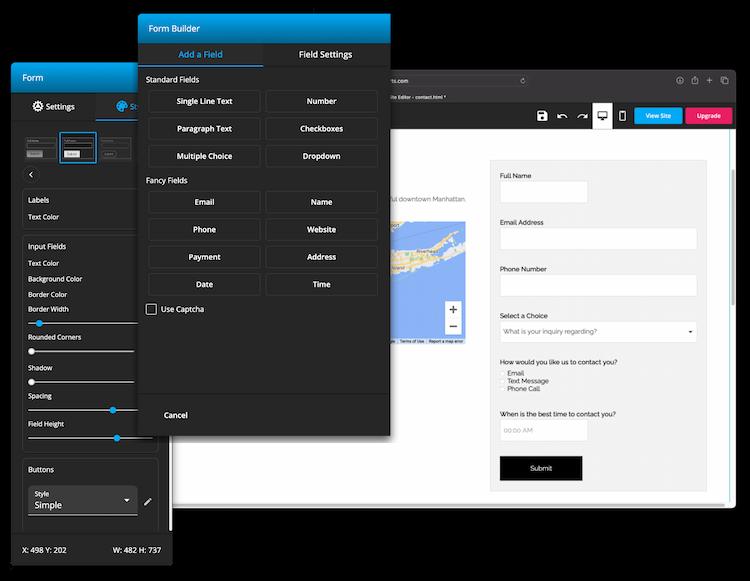 Form Builder
Add a Field
Field Settings
Standard Fields
Single Line Text
Number
Paragraph Text
Checkboxes
Multiple Choice
Dropdown
Fancy Fields
Email
Name
Phone
Website
Payment
Address
Date
Time
Use Captcha
Cancel
Form
Settings
Labels
Text Color
Input Fields
Text Color
Background Color
Border Color
Border Width
Rounded Corners
Shadow
Spacing
Field Height
Buttons
Style
Simple
X: 498 Y: 202
W: 482 H: 737
rts.com
ite Editor - contact.html *
View Site
Upgrade
ful downtown Manhattan.
Riverhead
Terms of Use
Report a map error
Full Name
Email Address
Phone Number
Select a Choice
What is your inquiry regarding?
How would you like us to contact you?
Email
Text Message
Phone Call
When is the best time to contact you?
00:00 AM
Submit